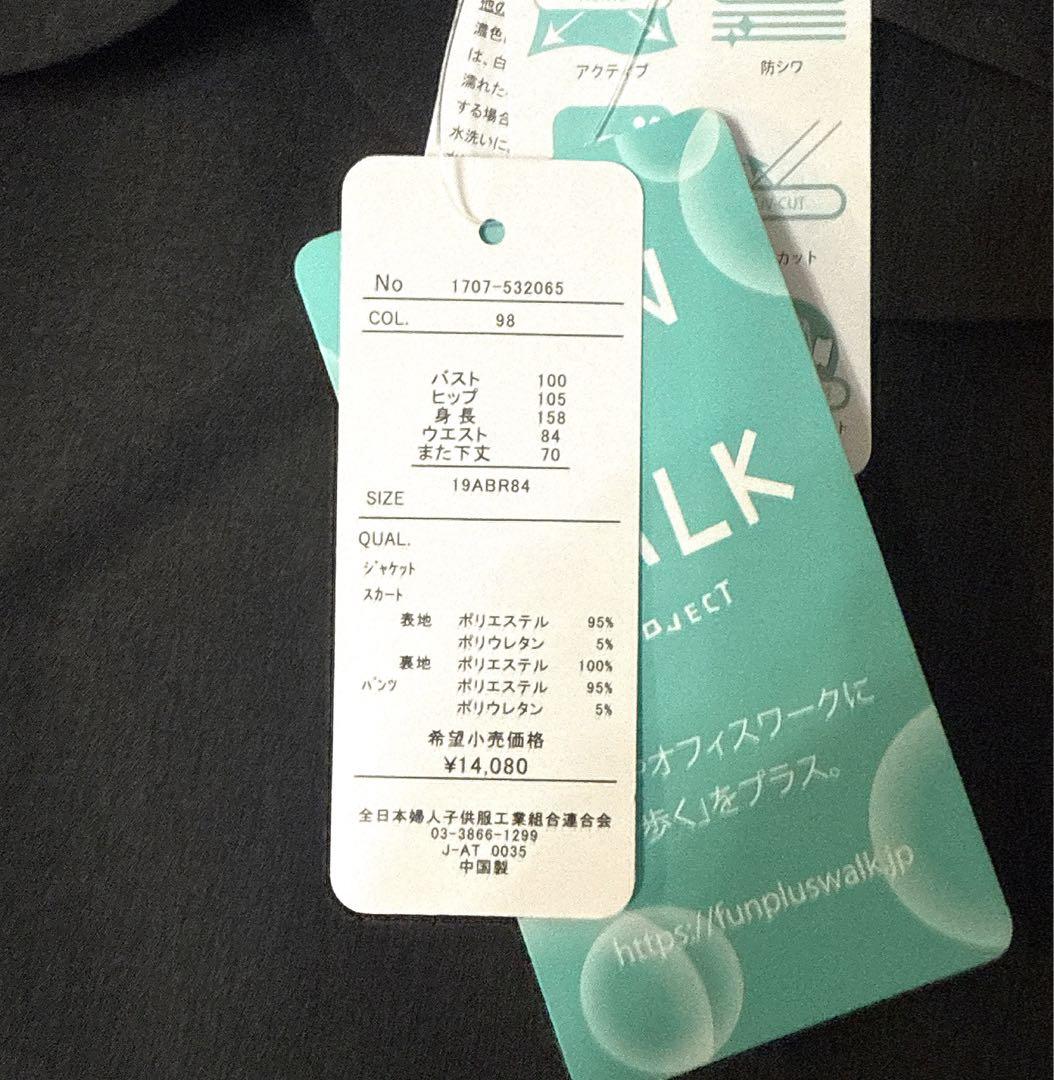 濃色
は、白
濡れた
する場合
水洗いに
アクティブ
防シワ
CUT
カット
No 1707-532065
COL. 98
バスト 100
ヒップ 105
身長 158
ウエスト 84
また下丈 70
19ABR84
SIZE
QUAL.
ジャケット
スカート
表地 ポリエステル 95%
ポリウレタン 5%
裏地 ポリエステル 100%
パンツ ポリエステル 95%
ポリウレタン 5%
希望小売価格
¥14,080
全日本婦人子供服工業組合連合会
03-3866-1299
J-AT 0035
中国製
N
ALK
OJECT
オフィスワークに
歩く」をプラス。
https://funpluswalk.jp